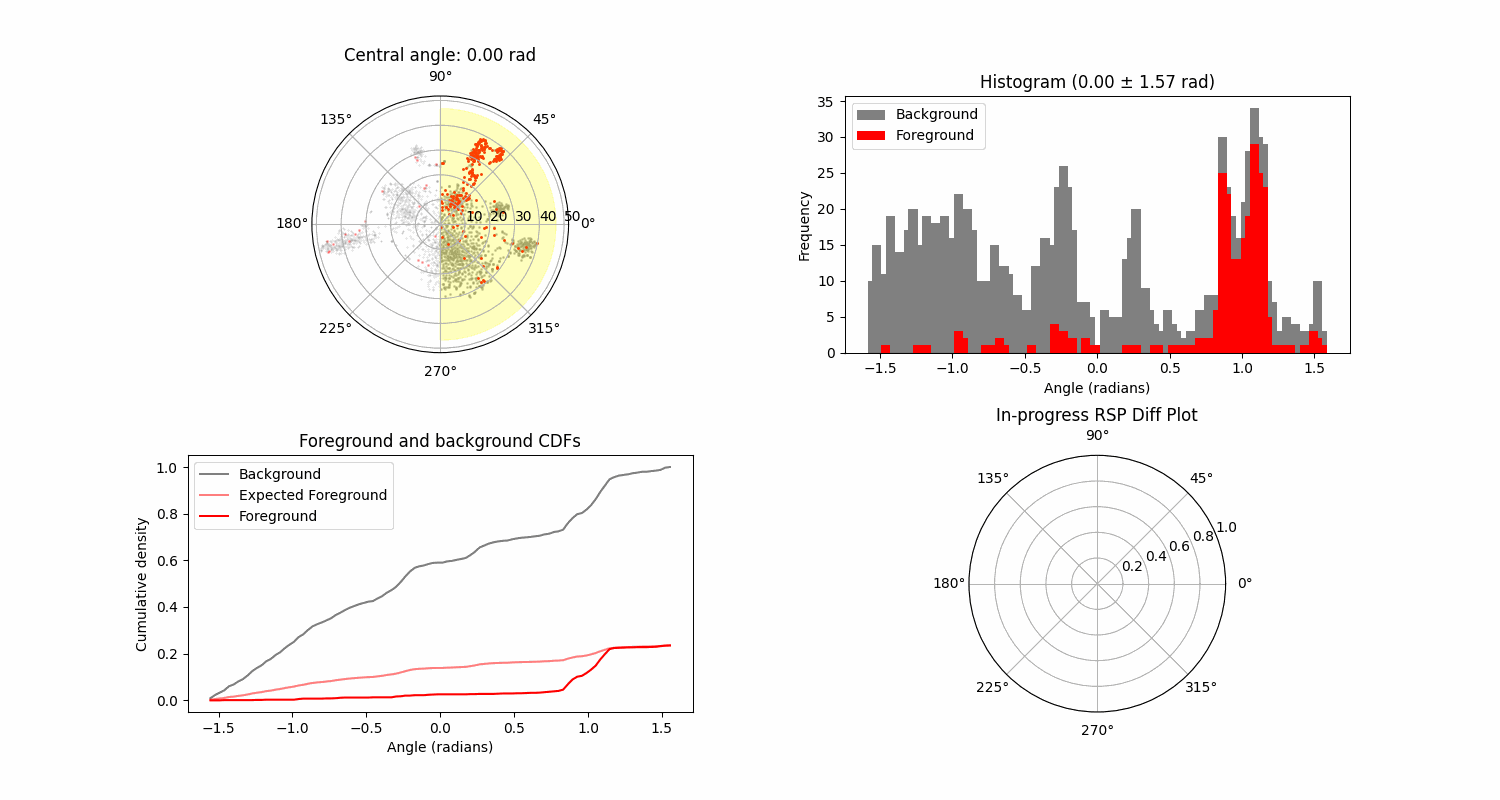 Central angle: 0.00 rad
90°
135°
45°
180°
10 20 30 40 50
0°
225°
315°
270°
Histogram (0.00 ± 1.57 rad)
Background
Foreground
Frequency
35
30
25
20
15
10
5
0
−1.5 −1.0 −0.5 0.0 0.5 1.0 1.5
Angle (radians)
Foreground and background CDFs
Background
Expected Foreground
Foreground
Cumulative density
1.0
0.8
0.6
0.4
0.2
0.0
−1.5 −1.0 −0.5 0.0 0.5 1.0 1.5
Angle (radians)
In-progress RSP Diff Plot
90°
135°
45°
180°
0.2 0.4 0.6 0.8 1.0
0°
225°
315°
270°